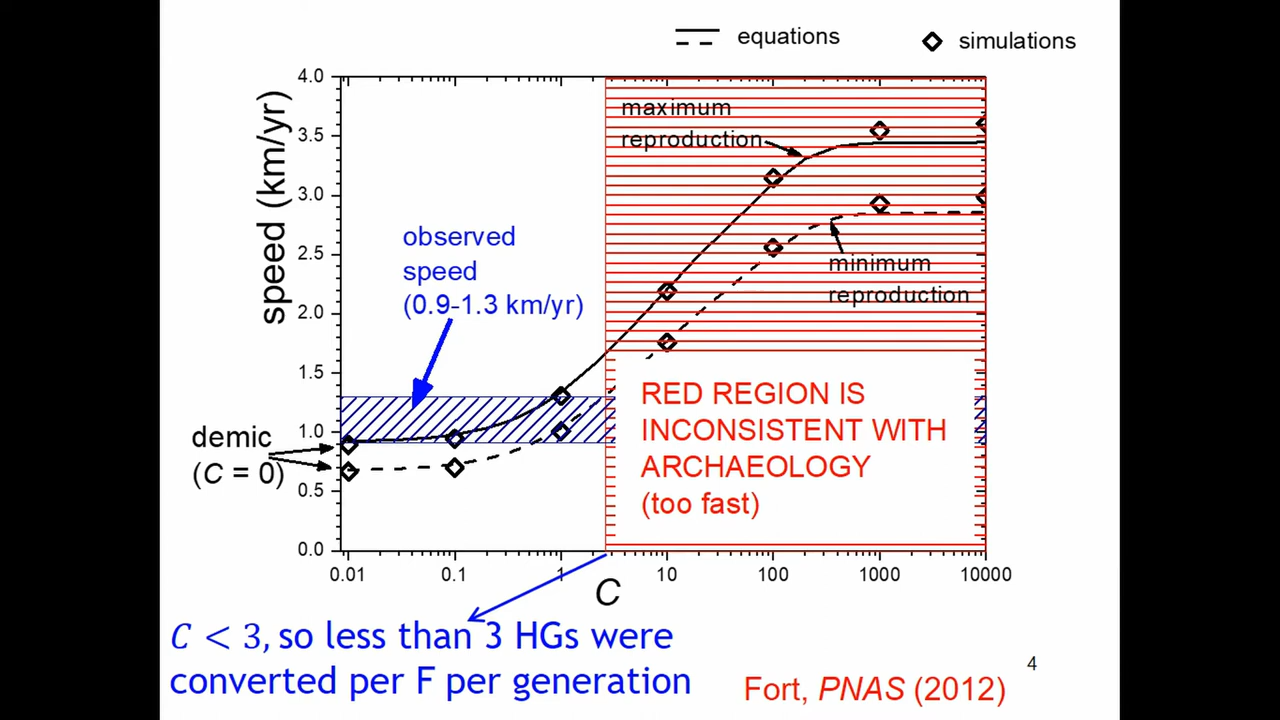 equations
simulations
4.0
3.5
3.0
2.5
2.0
1.5
1.0
0.5
0.0
speed (km/yr)
maximum
reproduction
observed
speed
(0.9-1.3 km/yr)
minimum
reproduction
demic
(C = 0)
RED REGION IS
INCONSISTENT WITH
ARCHAEOLOGY
(too fast)
0.01 0.1 1 10 100 1000 10000
C
C < 3, so less than 3 HGs were
converted per F per generation
4
Fort, PNAS (2012)